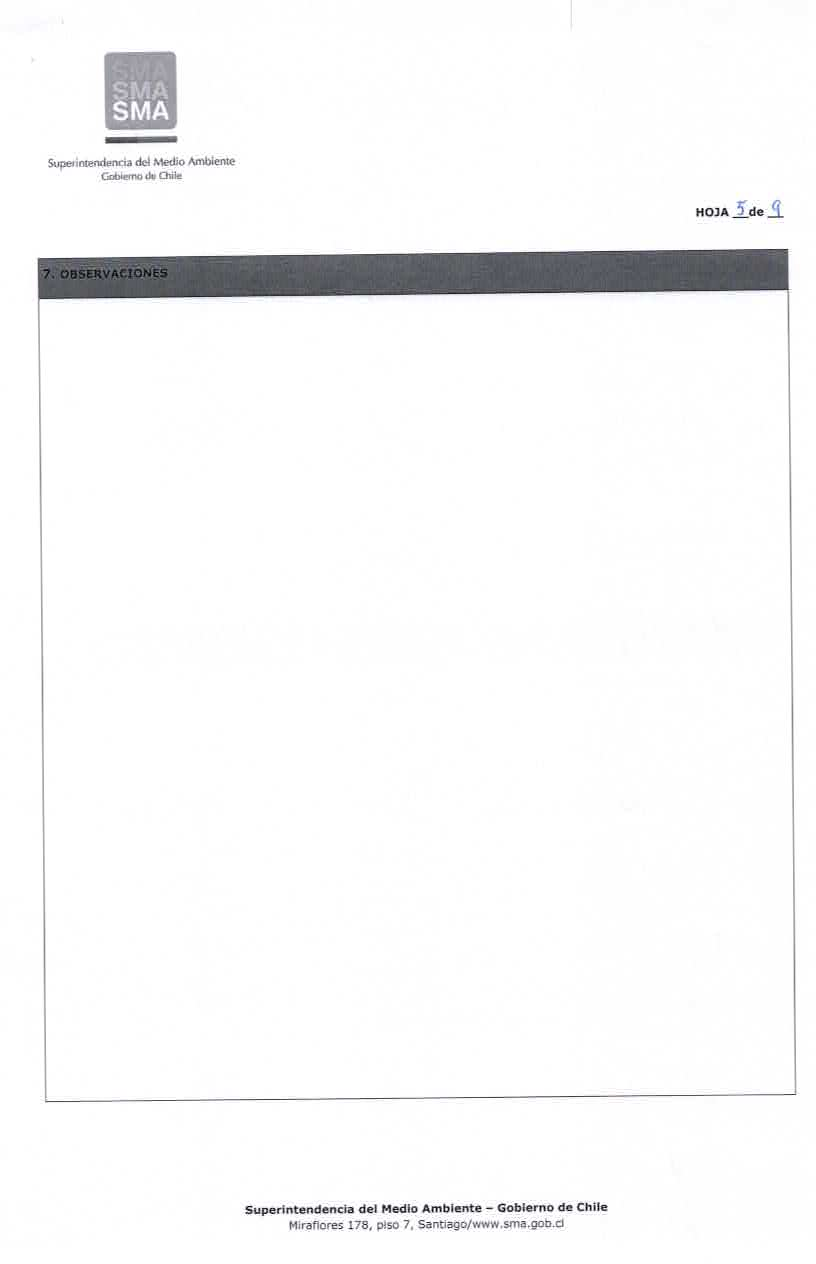 SMA
SMA
SMA
Superintendencia del Medio Ambiente
Gobierno de Chile
HOJA 5 de 9
7. OBSERVACIONES
Superintendencia del Medio Ambiente – Gobierno de Chile
Miraflores 178, piso 7, Santiago/www.sma.gob.cl